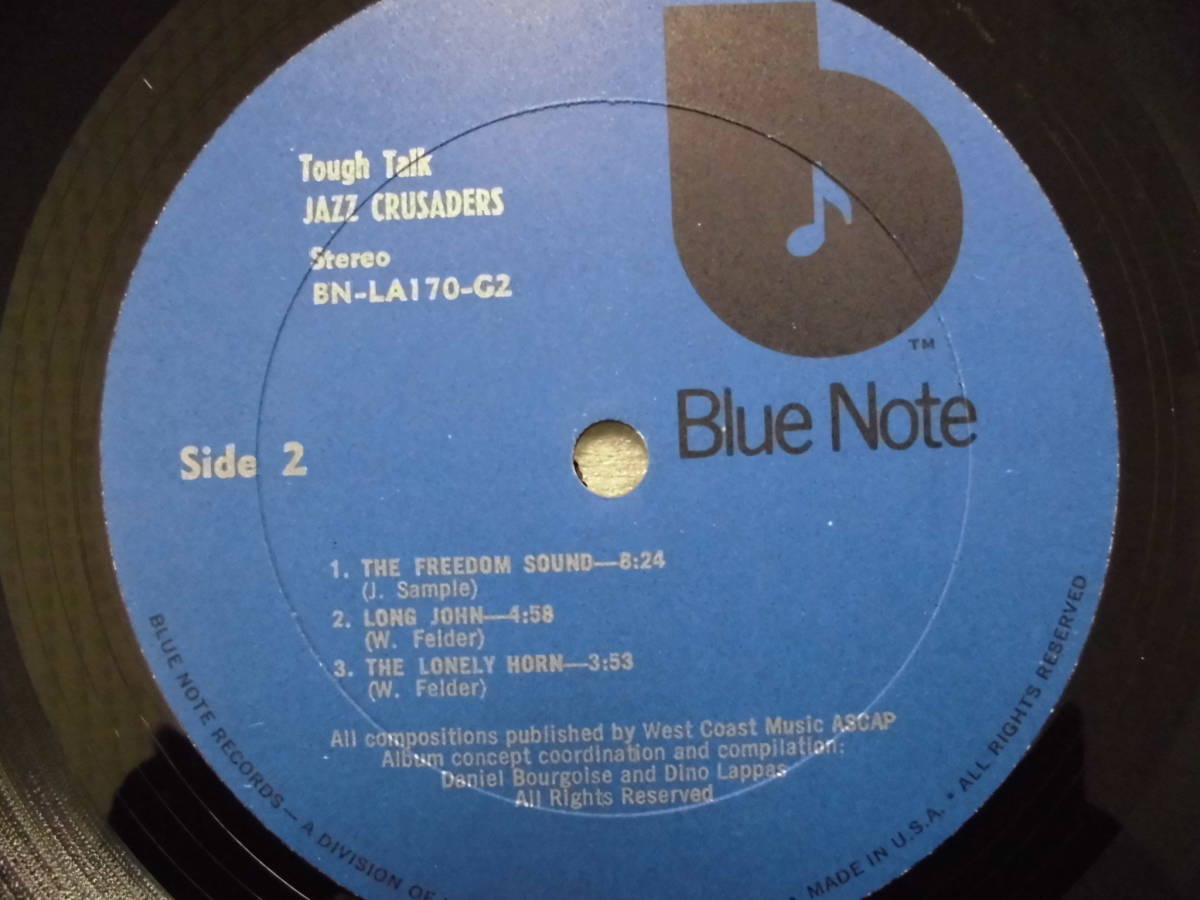 Tough Talk
JAZZ CRUSADERS
Stereo
BN-LA170-G2
TM
Blue Note
Side 2
1. THE FREEDOM SOUND—8:24
(J. Sample)
2. LONG JOHN—4:58
(W. Felder)
3. THE LONELY HORN—3:53
(W. Felder)
All compositions published by West Coast Music ASCAP
Album concept coordination and compilation:
Daniel Bourgoise and Dino Lappas
All Rights Reserved
BLUE NOTE RECORDS — A DIVISION OF
MADE IN U.S.A. • ALL RIGHTS RESERVED